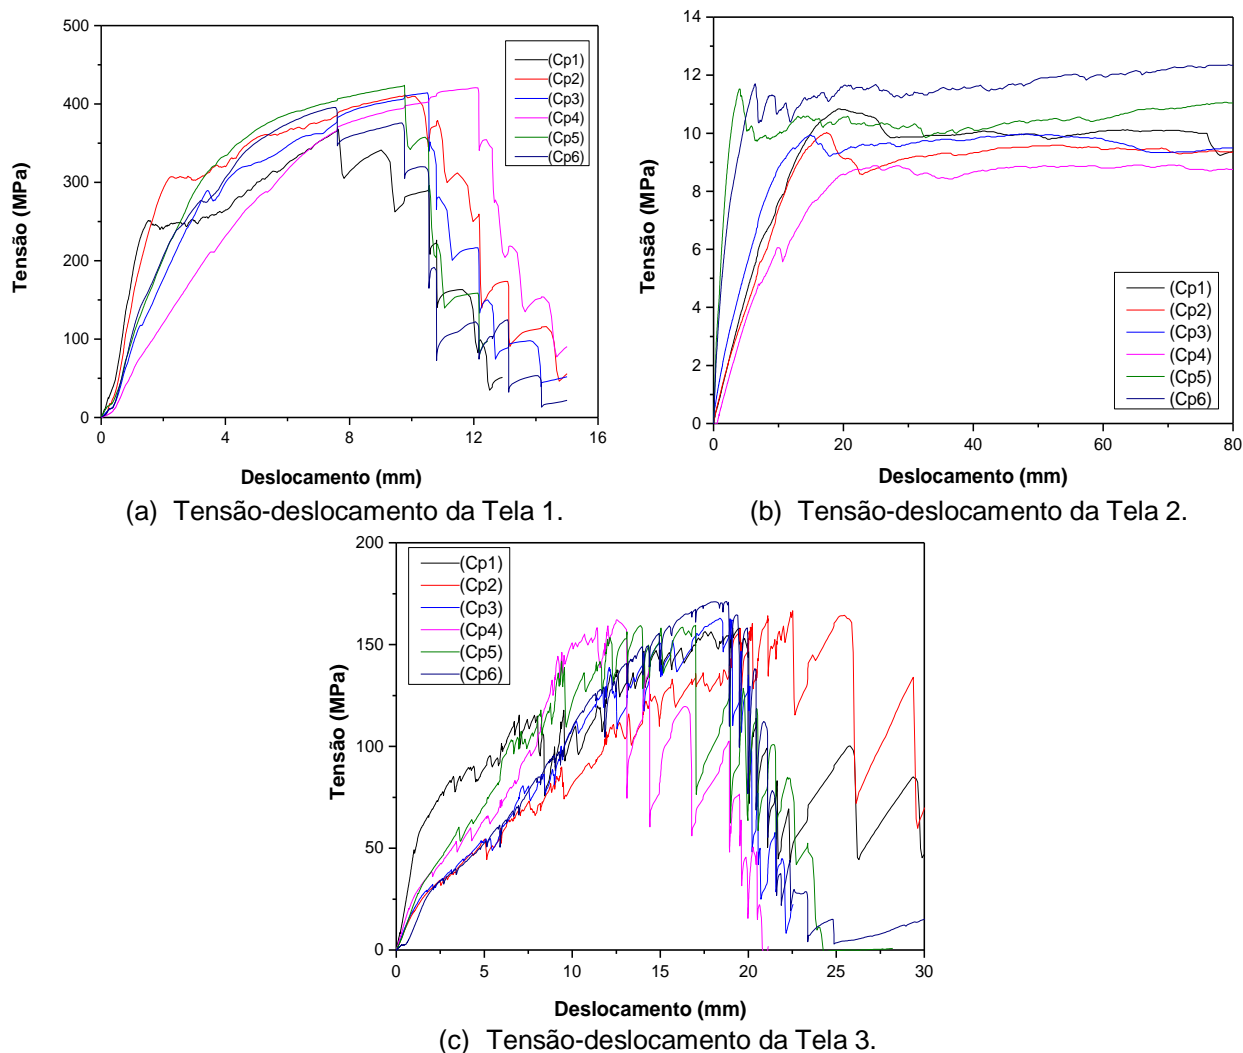 500
400
300
200
100
0
Tensão (MPa)
(Cp1)
(Cp2)
(Cp3)
(Cp4)
(Cp5)
(Cp6)
0 4 8 12 16
Deslocamento (mm)
(a) Tensão-deslocamento da Tela 1.
14
12
10
8
6
4
2
0
Tensão (MPa)
(Cp1)
(Cp2)
(Cp3)
(Cp4)
(Cp5)
(Cp6)
0 20 40 60 80
Deslocamento (mm)
(b) Tensão-deslocamento da Tela 2.
200
150
100
50
0
Tensão (MPa)
(Cp1)
(Cp2)
(Cp3)
(Cp4)
(Cp5)
(Cp6)
0 5 10 15 20 25 30
Deslocamento (mm)
(c) Tensão-deslocamento da Tela 3.